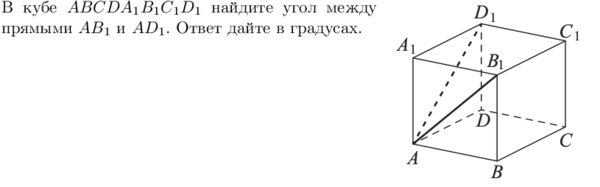 В кубе ABCDA₁B₁C₁D₁ найдите угол между
прямыми AB₁ и AD₁. Ответ дайте в градусах.
D₁
C₁
A₁
B₁
D
C
A
B